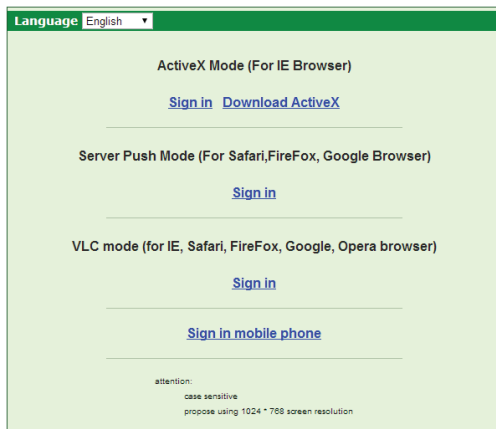 Language English
ActiveX Mode (For IE Browser)
Sign in Download ActiveX
Server Push Mode (For Safari,FireFox, Google Browser)
Sign in
VLC mode (for IE, Safari, FireFox, Google, Opera browser)
Sign in
Sign in mobile phone
attention:
case sensitive
propose using 1024 * 768 screen resolution